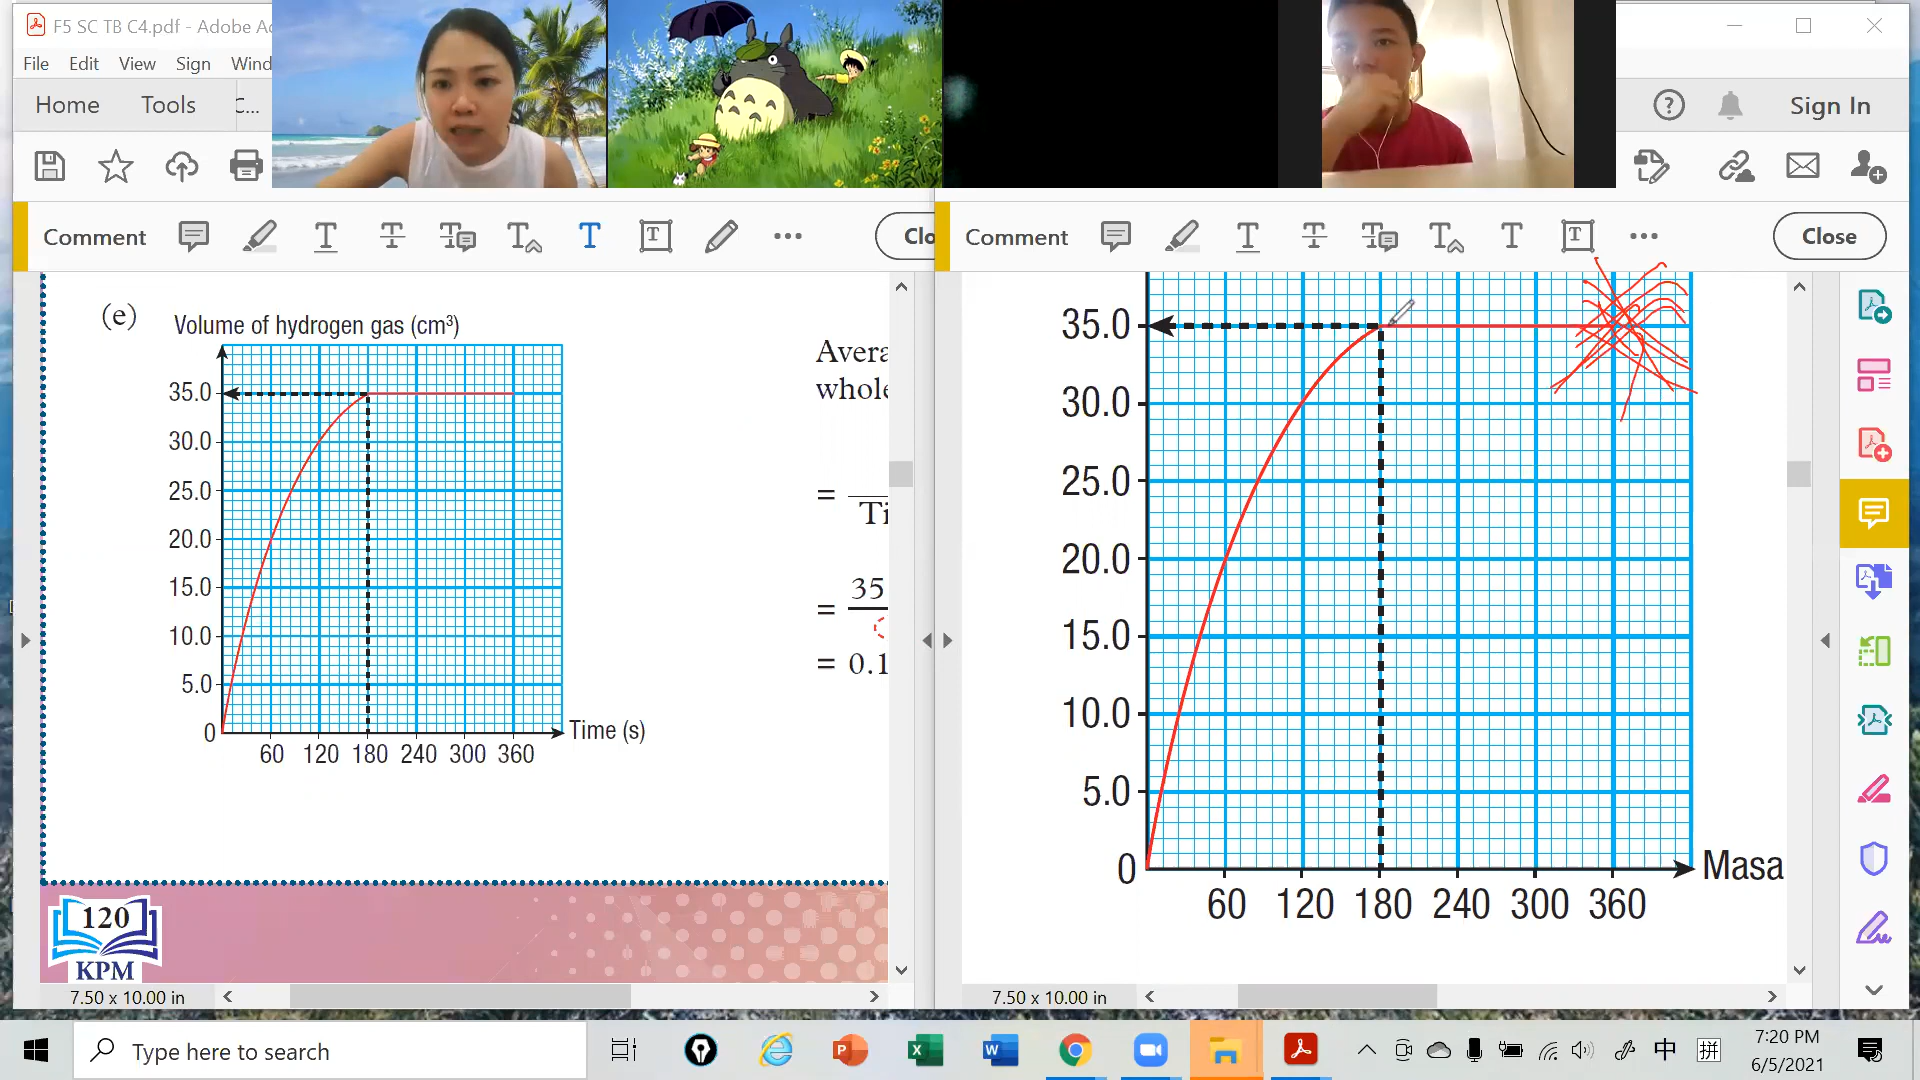 F5 SC TB C4.pdf - Adobe Ac
File Edit View Sign Wind
Home Tools C...
Sign In
Comment
Clo
Comment
Close
(e)
Volume of hydrogen gas (cm³)
35.0
30.0
25.0
20.0
15.0
10.0
5.0
0
60 120 180 240 300 360
Time (s)
Avera
whole
=
Ti
= 35
= 0.1
120
KPM
7.50 x 10.00 in
35.0
30.0
25.0
20.0
15.0
10.0
5.0
0
60 120 180 240 300 360
Masa
7.50 x 10.00 in
Type here to search
中 拼
7:20 PM
6/5/2021